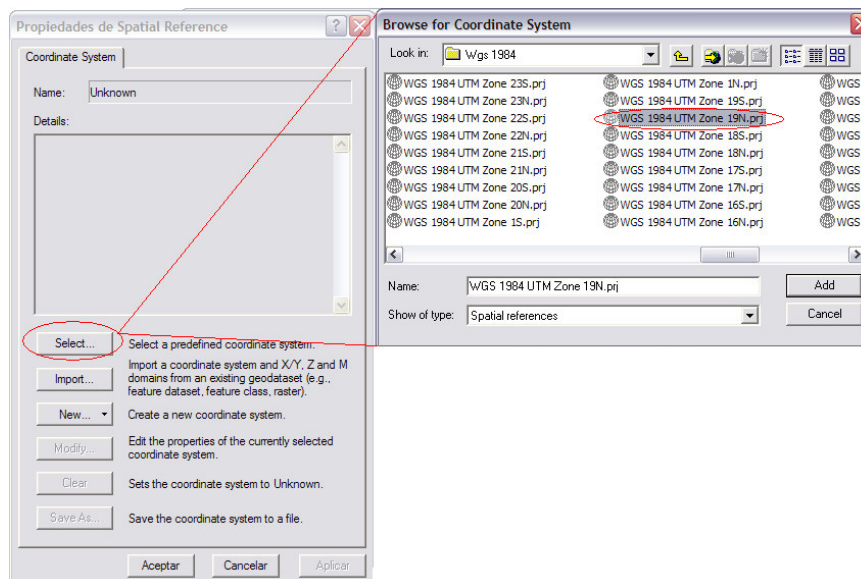 Propiedades de Spatial Reference
Coordinate System
Name: Unknown
Details:
Select... Select a predefined coordinate system.
Import... Import a coordinate system and X/Y, Z and M
domains from an existing geodataset (e.g.,
feature dataset, feature class, raster).
New... Create a new coordinate system.
Modify... Edit the properties of the currently selected
coordinate system.
Clear Sets the coordinate system to Unknown.
Save As... Save the coordinate system to a file.
Aceptar Cancelar Aplicar
Browse for Coordinate System
Look in: Wgs 1984
WGS 1984 UTM Zone 23S.prj WGS 1984 UTM Zone 1N.prj WGS
WGS 1984 UTM Zone 23N.prj WGS 1984 UTM Zone 19S.prj WGS
WGS 1984 UTM Zone 22S.prj WGS 1984 UTM Zone 19N.prj WGS
WGS 1984 UTM Zone 22N.prj WGS 1984 UTM Zone 18S.prj WGS
WGS 1984 UTM Zone 21S.prj WGS 1984 UTM Zone 18N.prj WGS
WGS 1984 UTM Zone 21N.prj WGS 1984 UTM Zone 17S.prj WGS
WGS 1984 UTM Zone 20S.prj WGS 1984 UTM Zone 17N.prj WGS
WGS 1984 UTM Zone 20N.prj WGS 1984 UTM Zone 16S.prj WGS
WGS 1984 UTM Zone 1S.prj WGS 1984 UTM Zone 16N.prj WGS
Name: WGS 1984 UTM Zone 19N.prj Add
Show of type: Spatial references Cancel